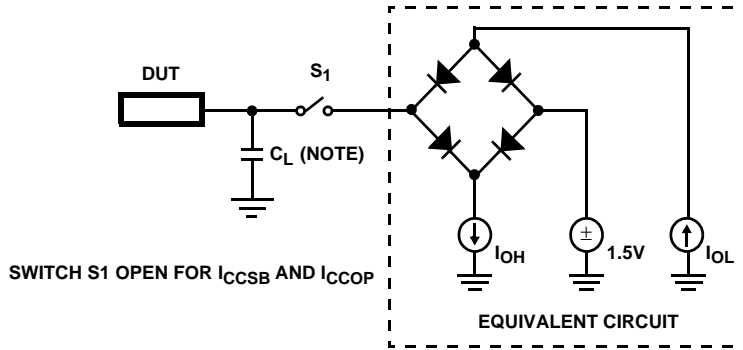 DUT
S1
CL (NOTE)
IOH
±
1.5V
IOL
SWITCH S1 OPEN FOR ICCSB AND ICCOP
EQUIVALENT CIRCUIT